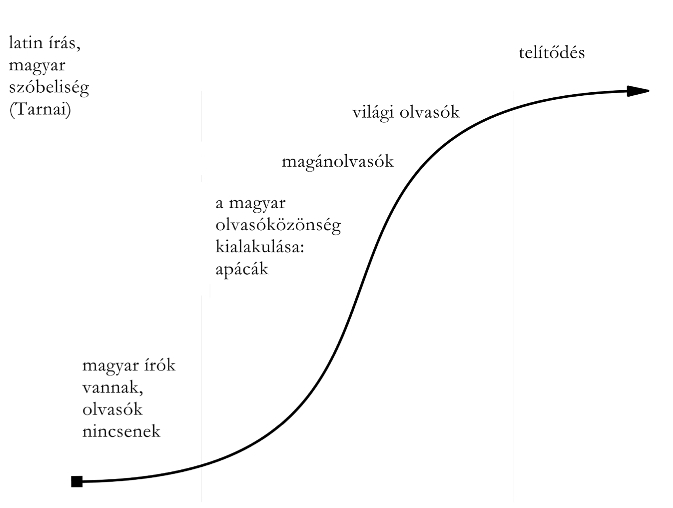 latin írás,
magyar
szóbeliség
(Tarnai)
telítődés
világi olvasók
magánolvasók
a magyar
olvasóközönség
kialakulása:
apácák
magyar írók
vannak,
olvasók
nincsenek